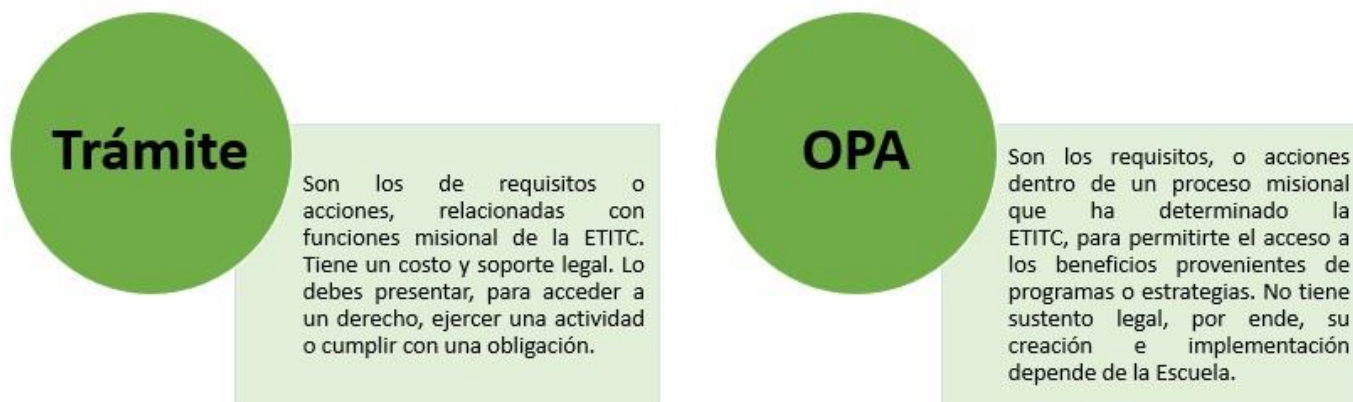 Trámite
Son los de requisitos o
acciones, relacionadas con
funciones misional de la ETITC.
Tiene un costo y soporte legal. Lo
debes presentar, para acceder a
un derecho, ejercer una actividad
o cumplir con una obligación.
OPA
Son los requisitos, o acciones
dentro de un proceso misional
que ha determinado la
ETITC, para permitirte el acceso a
los beneficios provenientes de
programas o estrategias. No tiene
sustento legal, por ende, su
creación e implementación
depende de la Escuela.